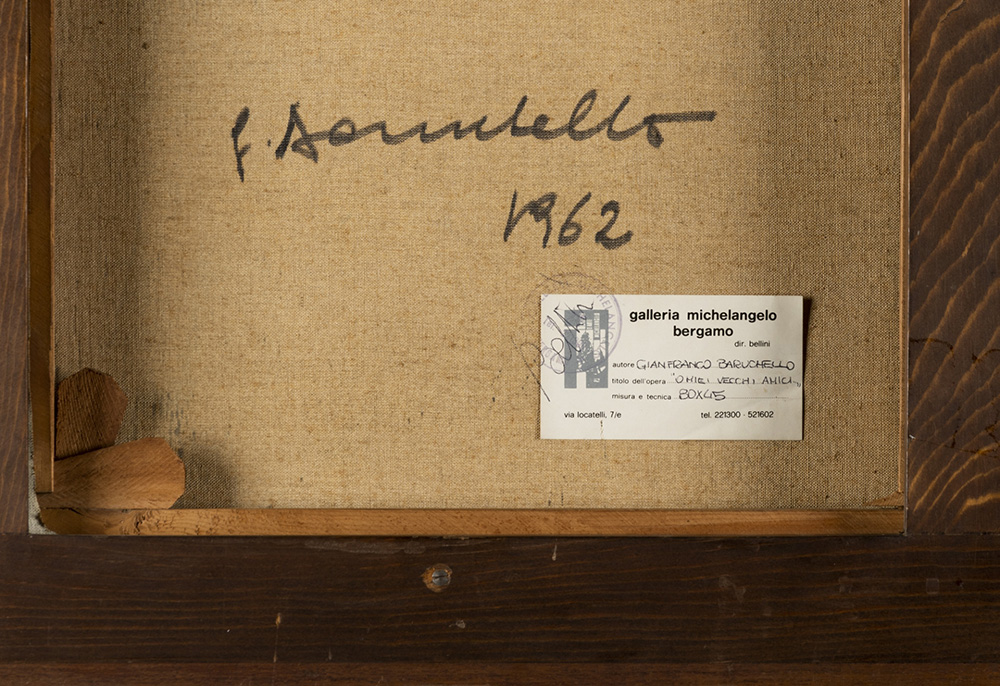 g. Baruchello
1962
galleria michelangelo
bergamo
dir. bellini
autore GIANFRANCO BARUCHELLO
titolo dell'opera "O MIEI VECCHI AMICI"
misura e tecnica 80X45
via locatelli, 7/e tel. 221300 - 521602